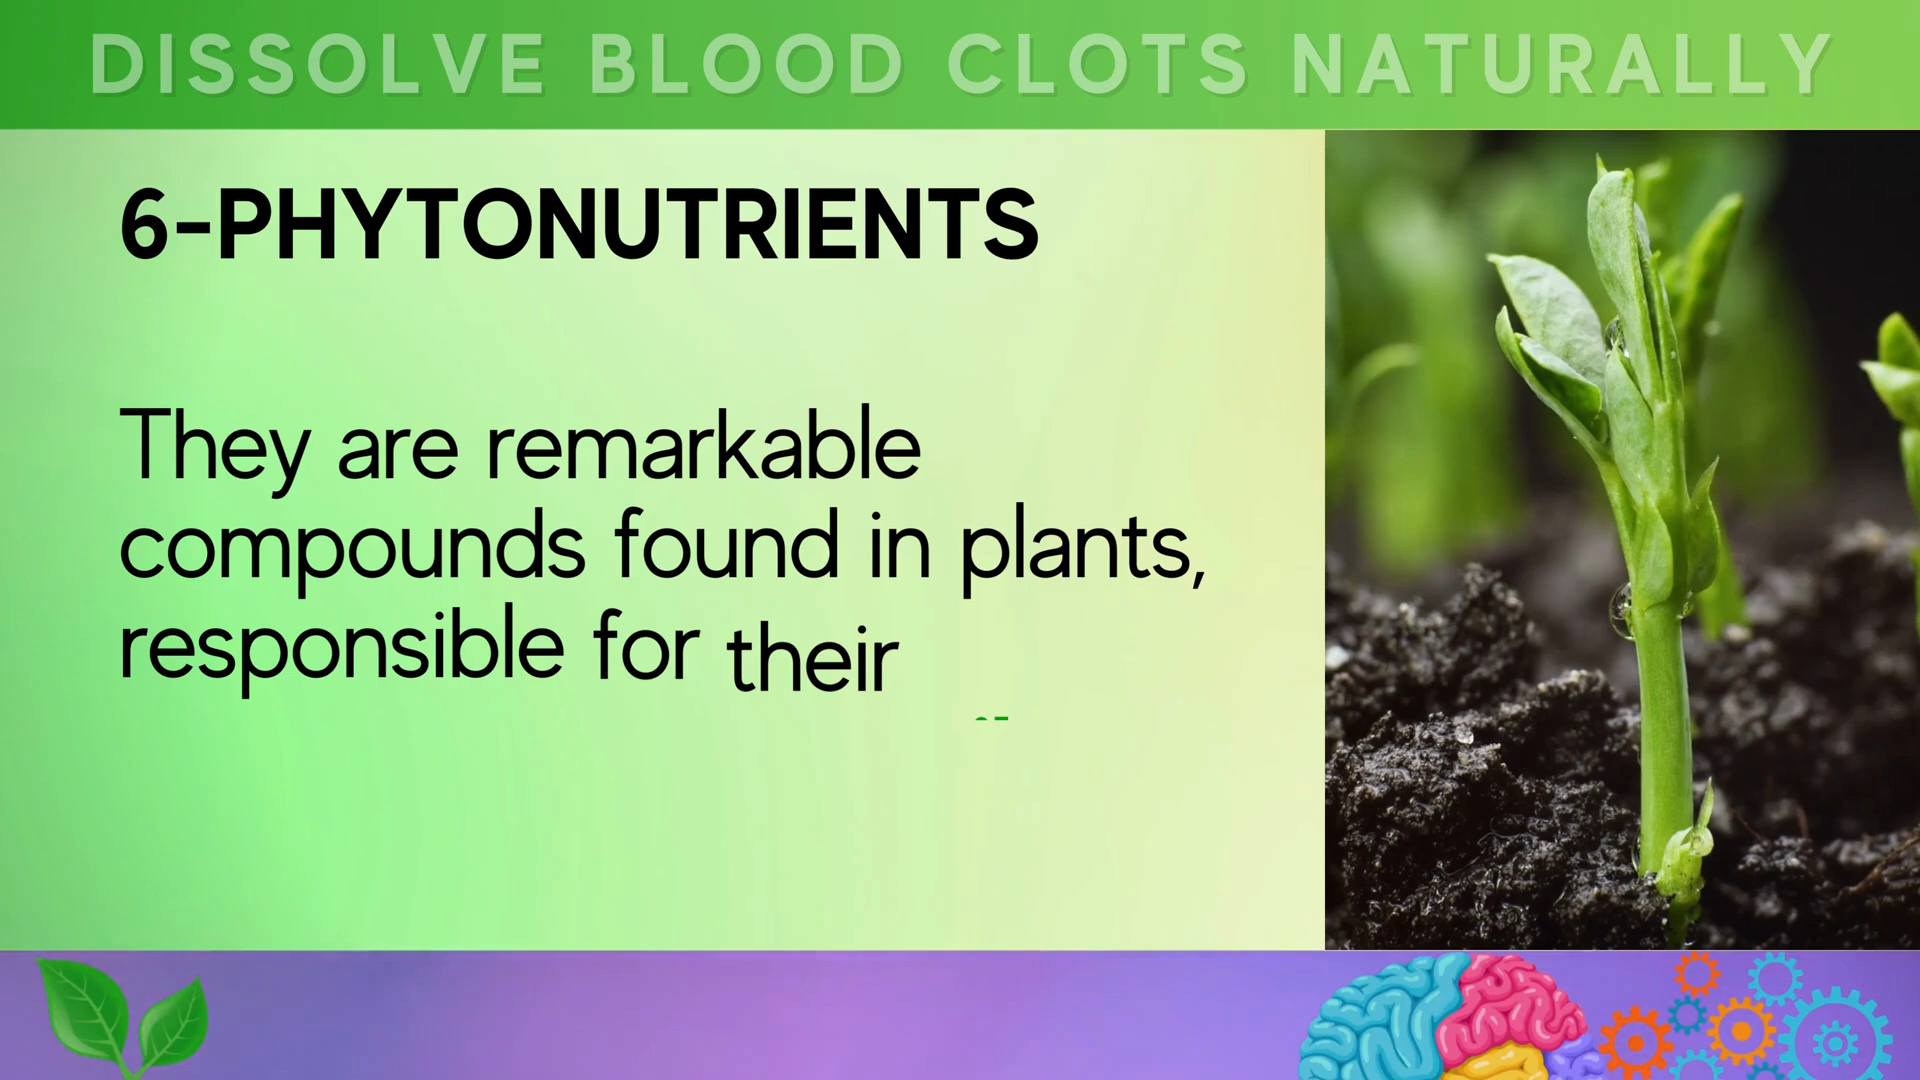 DISSOLVE BLOOD CLOTS NATURALLY
6-PHYTONUTRIENTS
They are remarkable
compounds found in plants,
responsible for their